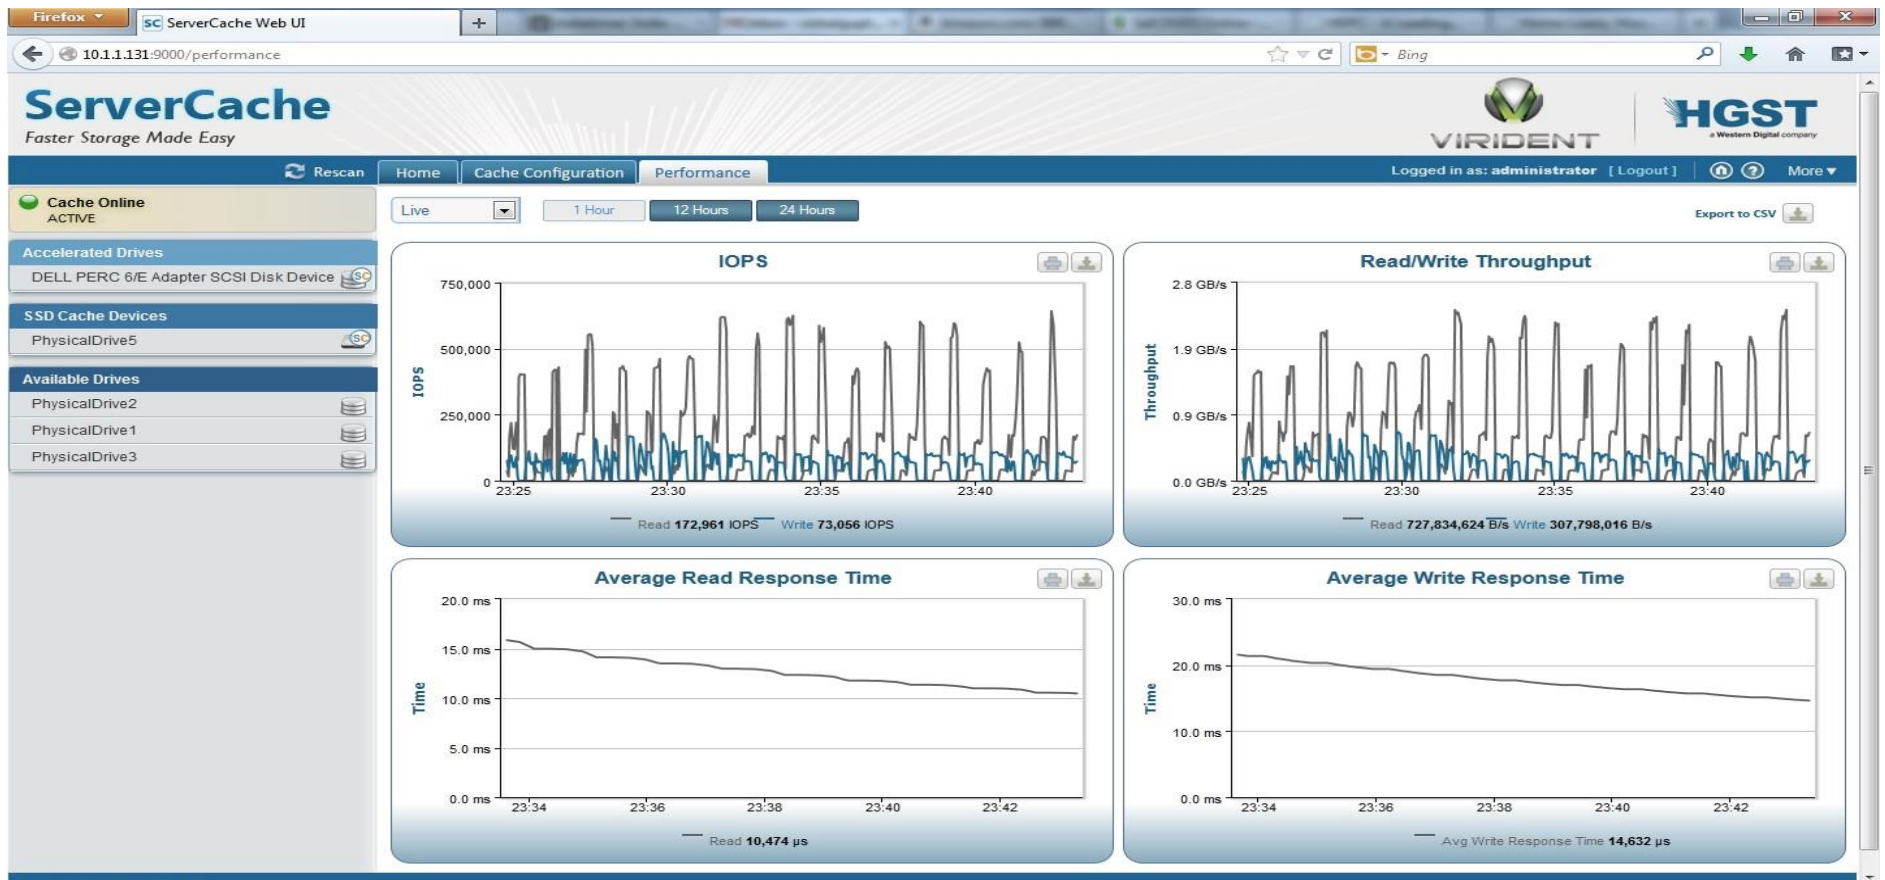 Firefox
SC ServerCache Web UI
10.1.1.131:9000/performance
Bing
ServerCache
Faster Storage Made Easy
VIRIDENT
HGST
a Western Digital company
Rescan
Home
Cache Configuration
Performance
Logged in as: administrator [ Logout ]
More
Cache Online
ACTIVE
Live
1 Hour
12 Hours
24 Hours
Export to CSV
Accelerated Drives
DELL PERC 6/E Adapter SCSI Disk Device
SC
SSD Cache Devices
PhysicalDrive5
SC
Available Drives
PhysicalDrive2
PhysicalDrive1
PhysicalDrive3
IOPS
750,000
500,000
250,000
0
IOPS
23:25 23:30 23:35 23:40
Read 172,961 IOPS Write 73,056 IOPS
Read/Write Throughput
2.8 GB/s
1.9 GB/s
0.9 GB/s
0.0 GB/s
Throughput
23:25 23:30 23:35 23:40
Read 727,834,624 B/s Write 307,798,016 B/s
Average Read Response Time
20.0 ms
15.0 ms
10.0 ms
5.0 ms
0.0 ms
Time
23:34 23:36 23:38 23:40 23:42
Read 10,474 µs
Average Write Response Time
30.0 ms
20.0 ms
10.0 ms
0.0 ms
Time
23:34 23:36 23:38 23:40 23:42
Avg Write Response Time 14,632 µs